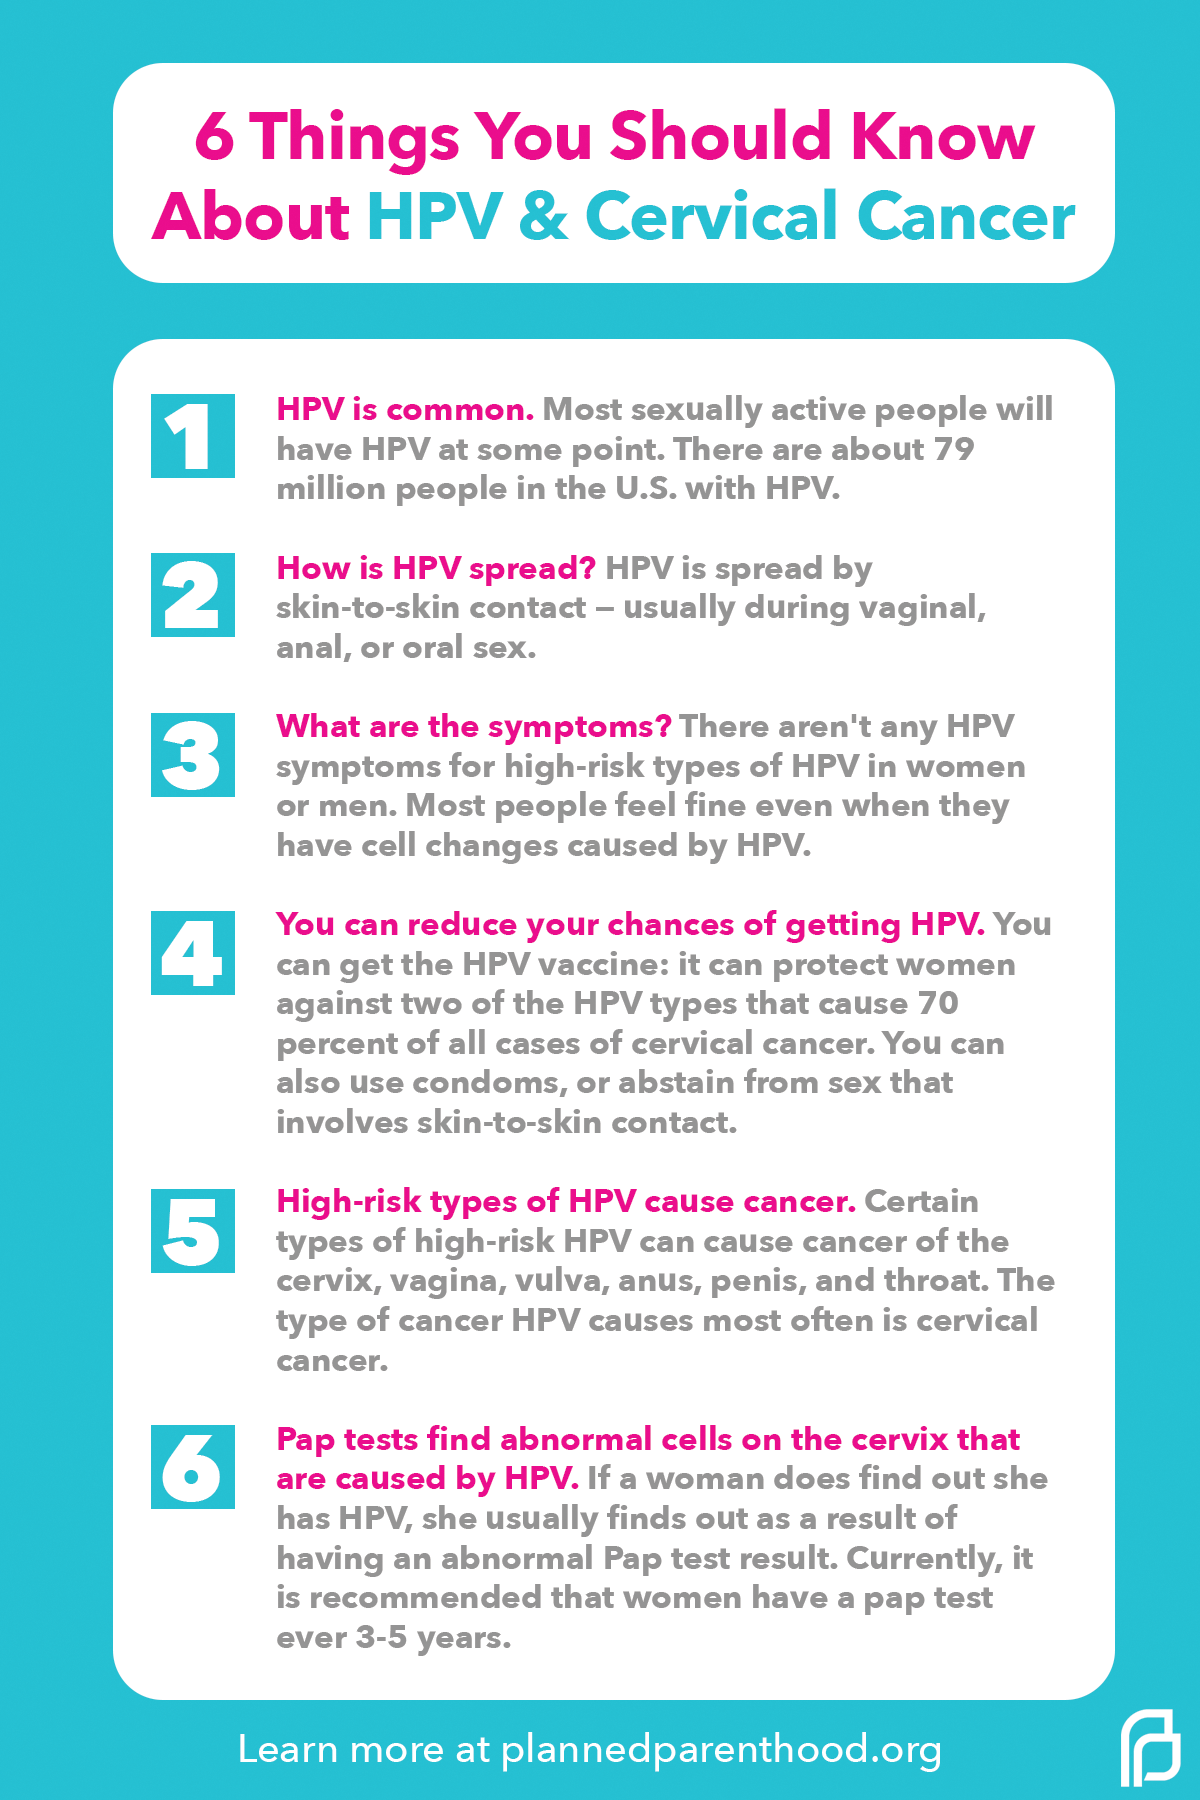 6 Things You Should Know
About HPV & Cervical Cancer
1
HPV is common. Most sexually active people will
have HPV at some point. There are about 79
million people in the U.S. with HPV.
2
How is HPV spread? HPV is spread by
skin-to-skin contact – usually during vaginal,
anal, or oral sex.
3
What are the symptoms? There aren't any HPV
symptoms for high-risk types of HPV in women
or men. Most people feel fine even when they
have cell changes caused by HPV.
4
You can reduce your chances of getting HPV. You
can get the HPV vaccine: it can protect women
against two of the HPV types that cause 70
percent of all cases of cervical cancer. You can
also use condoms, or abstain from sex that
involves skin-to-skin contact.
5
High-risk types of HPV cause cancer. Certain
types of high-risk HPV can cause cancer of the
cervix, vagina, vulva, anus, penis, and throat. The
type of cancer HPV causes most often is cervical
cancer.
6
Pap tests find abnormal cells on the cervix that
are caused by HPV. If a woman does find out she
has HPV, she usually finds out as a result of
having an abnormal Pap test result. Currently, it
is recommended that women have a pap test
ever 3-5 years.
Learn more at plannedparenthood.org